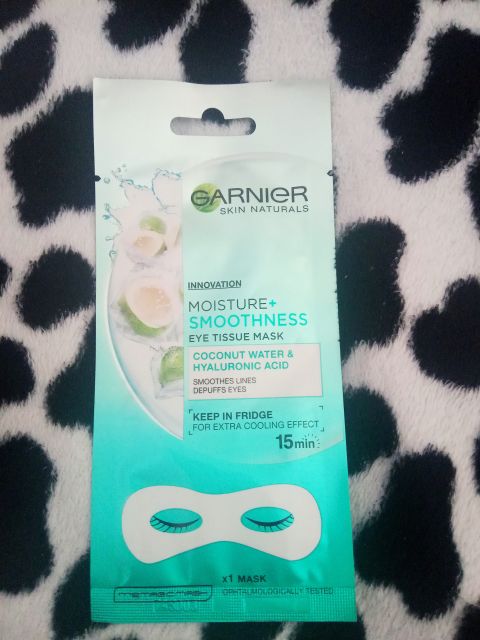 GARNIER
SKIN NATURALS
INNOVATION
MOISTURE+
SMOOTHNESS
EYE TISSUE MASK
COCONUT WATER &
HYALURONIC ACID
SMOOTHES LINES
DEPUFFS EYES
KEEP IN FRIDGE
FOR EXTRA COOLING EFFECT
15min
x1 MASK
OPHTALMOLOGICALLY TESTED